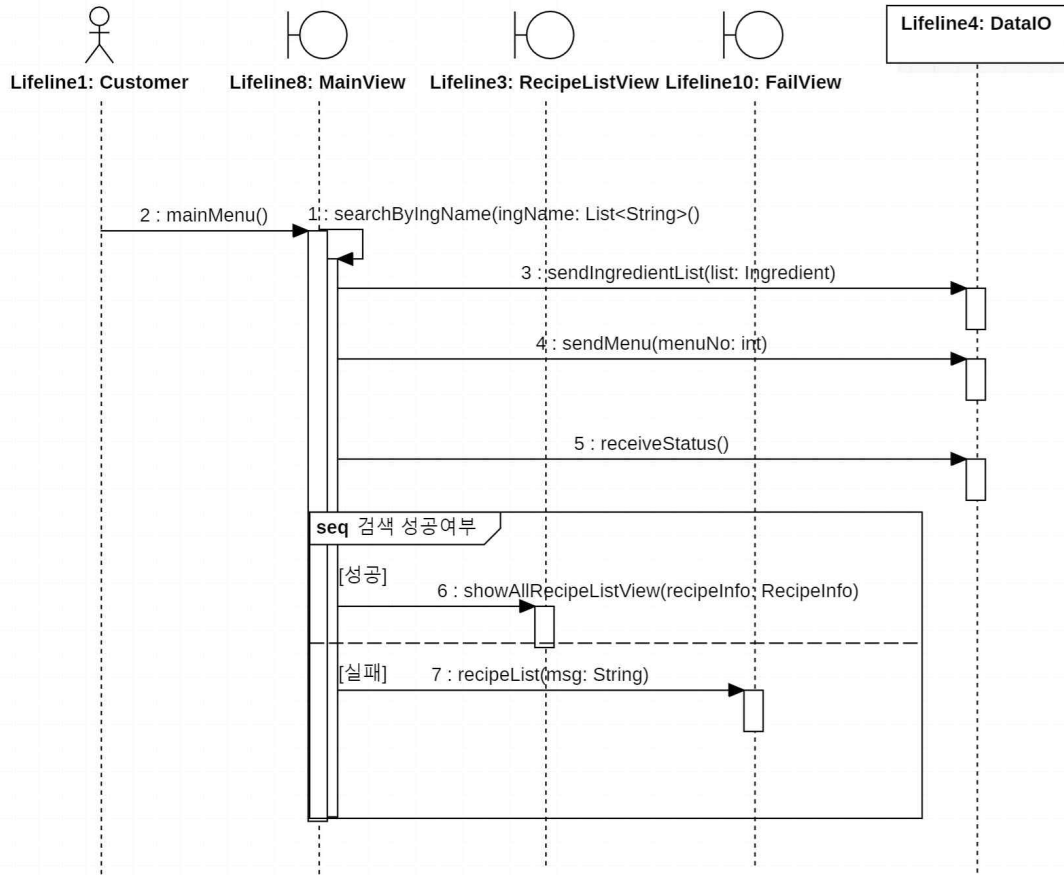 Lifeline1: Customer
Lifeline8: MainView
Lifeline3: RecipeListView
Lifeline10: FailView
Lifeline4: DataIO
2 : mainMenu()
1 : searchByIngName(ingName: List<String>()
3 : sendIngredientList(list: Ingredient)
4 : sendMenu(menuNo: int)
5 : receiveStatus()
seq 검색 성공여부
[성공]
6 : showAllRecipeListView(recipeInfo: RecipeInfo)
[실패]
7 : recipeList(msg: String)